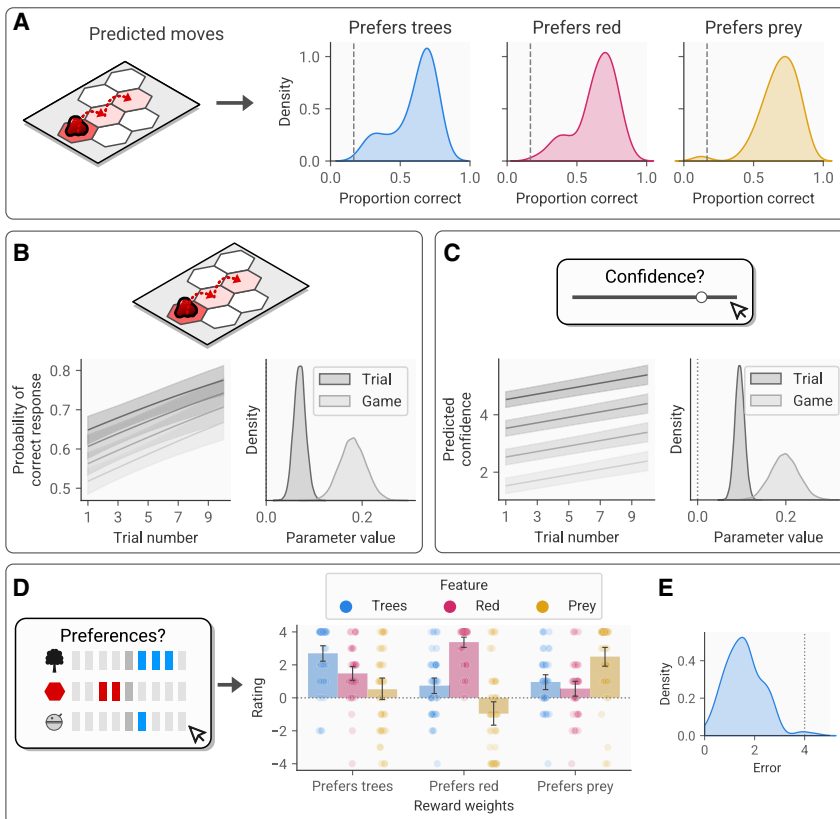 A
Predicted moves
Prefers trees
Prefers red
Prefers prey
Density
1.0
0.5
0.0
0.0 0.5 1.0
0.0 0.5 1.0
0.0 0.5 1.0
Proportion correct
Proportion correct
Proportion correct
B
Probability of
correct response
0.8
0.7
0.6
0.5
1 3 5 7 9
Trial number
Density
Trial
Game
0.0 0.2
Parameter value
C
Confidence?
Predicted
confidence
4
2
1 3 5 7 9
Trial number
Density
Trial
Game
0.0 0.2
Parameter value
D
Preferences?
Feature
Trees Red Prey
Rating
4
2
0
−2
−4
Prefers trees Prefers red Prefers prey
Reward weights
E
Density
0.4
0.2
0.0
0 2 4
Error